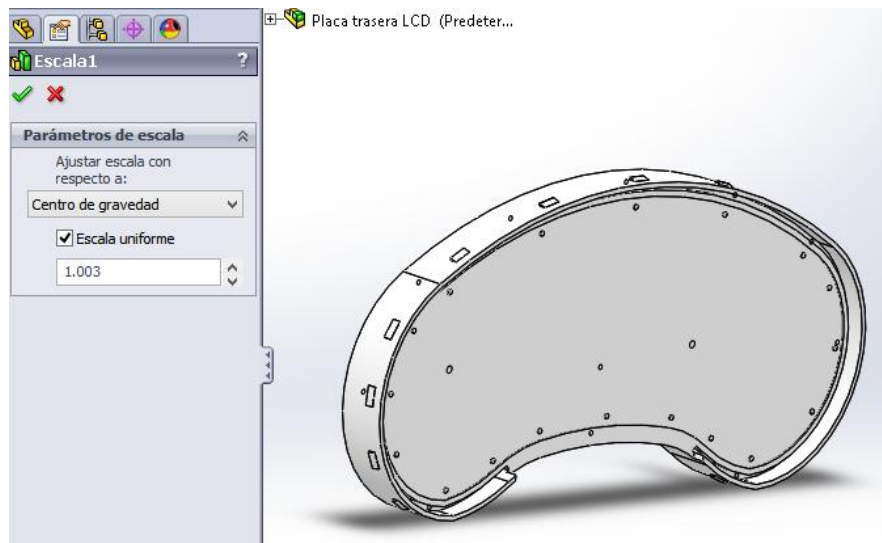 Placa trasera LCD (Predeter...
Escala1 ?
Parámetros de escala
Ajustar escala con
respecto a:
Centro de gravedad
Escala uniforme
1.003